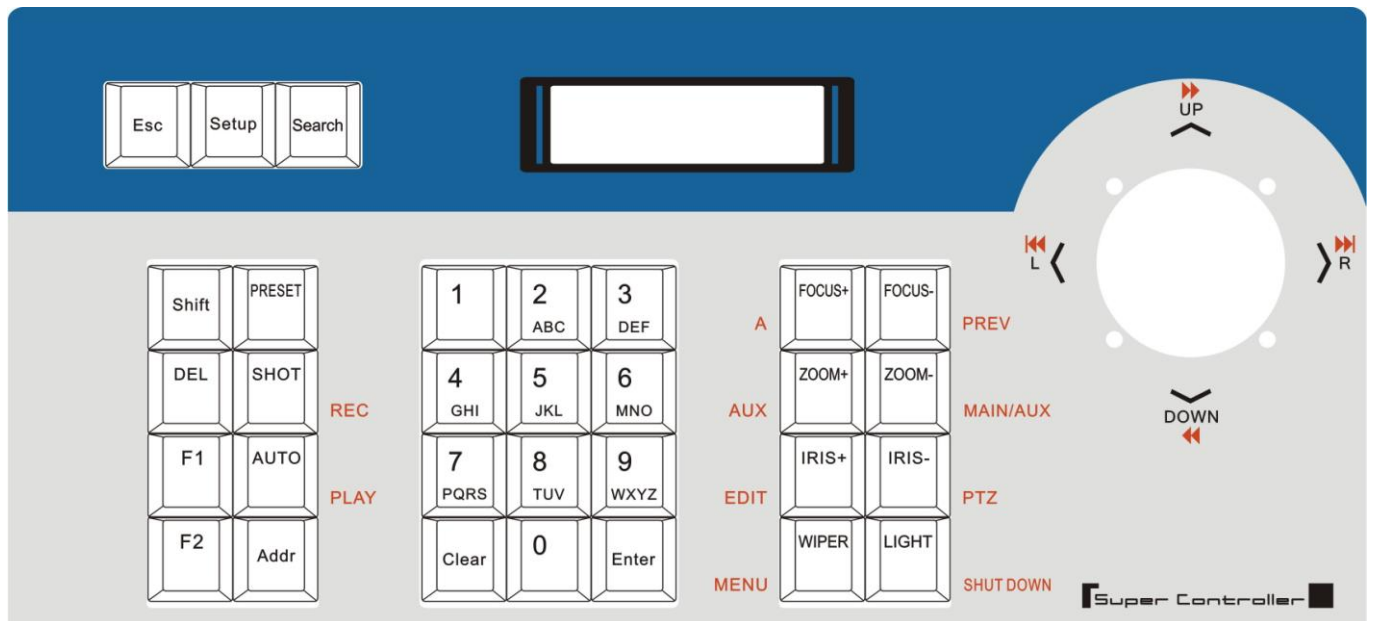 Esc Setup Search
UP
L R
DOWN
Shift PRESET
DEL SHOT REC
F1 AUTO PLAY
F2 Addr
1 2 3
ABC DEF
4 5 6
GHI JKL MNO
7 8 9
PQRS TUV WXYZ
Clear 0 Enter
A FOCUS+ FOCUS- PREV
AUX ZOOM+ ZOOM- MAIN/AUX
EDIT IRIS+ IRIS- PTZ
MENU WIPER LIGHT SHUT DOWN
Super Controller